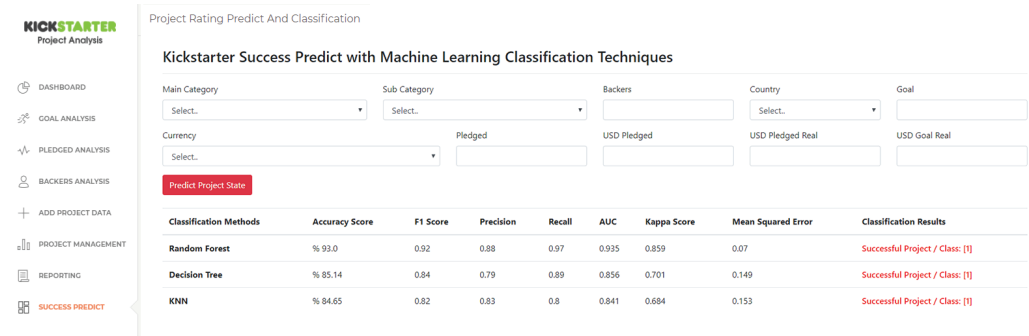 KICKSTARTER
Project Analysis
DASHBOARD
GOAL ANALYSIS
PLEDGED ANALYSIS
BACKERS ANALYSIS
ADD PROJECT DATA
PROJECT MANAGEMENT
REPORTING
SUCCESS PREDICT
Project Rating Predict And Classification
Kickstarter Success Predict with Machine Learning Classification Techniques
Main Category Sub Category Backers Country Goal
Select.. Select.. Select..
Currency Pledged USD Pledged USD Pledged Real USD Goal Real
Select..
Predict Project State
Classification Methods Accuracy Score F1 Score Precision Recall AUC Kappa Score Mean Squared Error Classification Results
Random Forest % 93.0 0.92 0.88 0.97 0.935 0.859 0.07 Successful Project / Class: [1]
Decision Tree % 85.14 0.84 0.79 0.89 0.856 0.701 0.149 Successful Project / Class: [1]
KNN % 84.65 0.82 0.83 0.8 0.841 0.684 0.153 Successful Project / Class: [1]